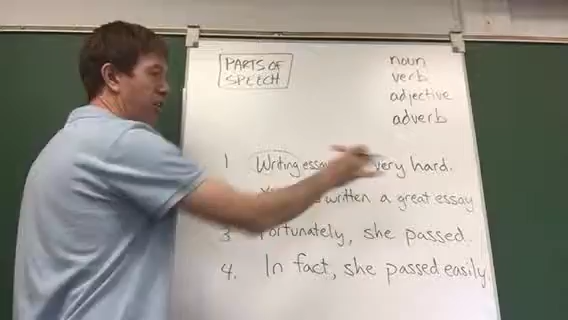 PARTS OF
SPEECH
noun
verb
adjective
adverb
1 Writing very hard.
written a great essay
3 Fortunately, she passed.
4. In fact, she passed easily.